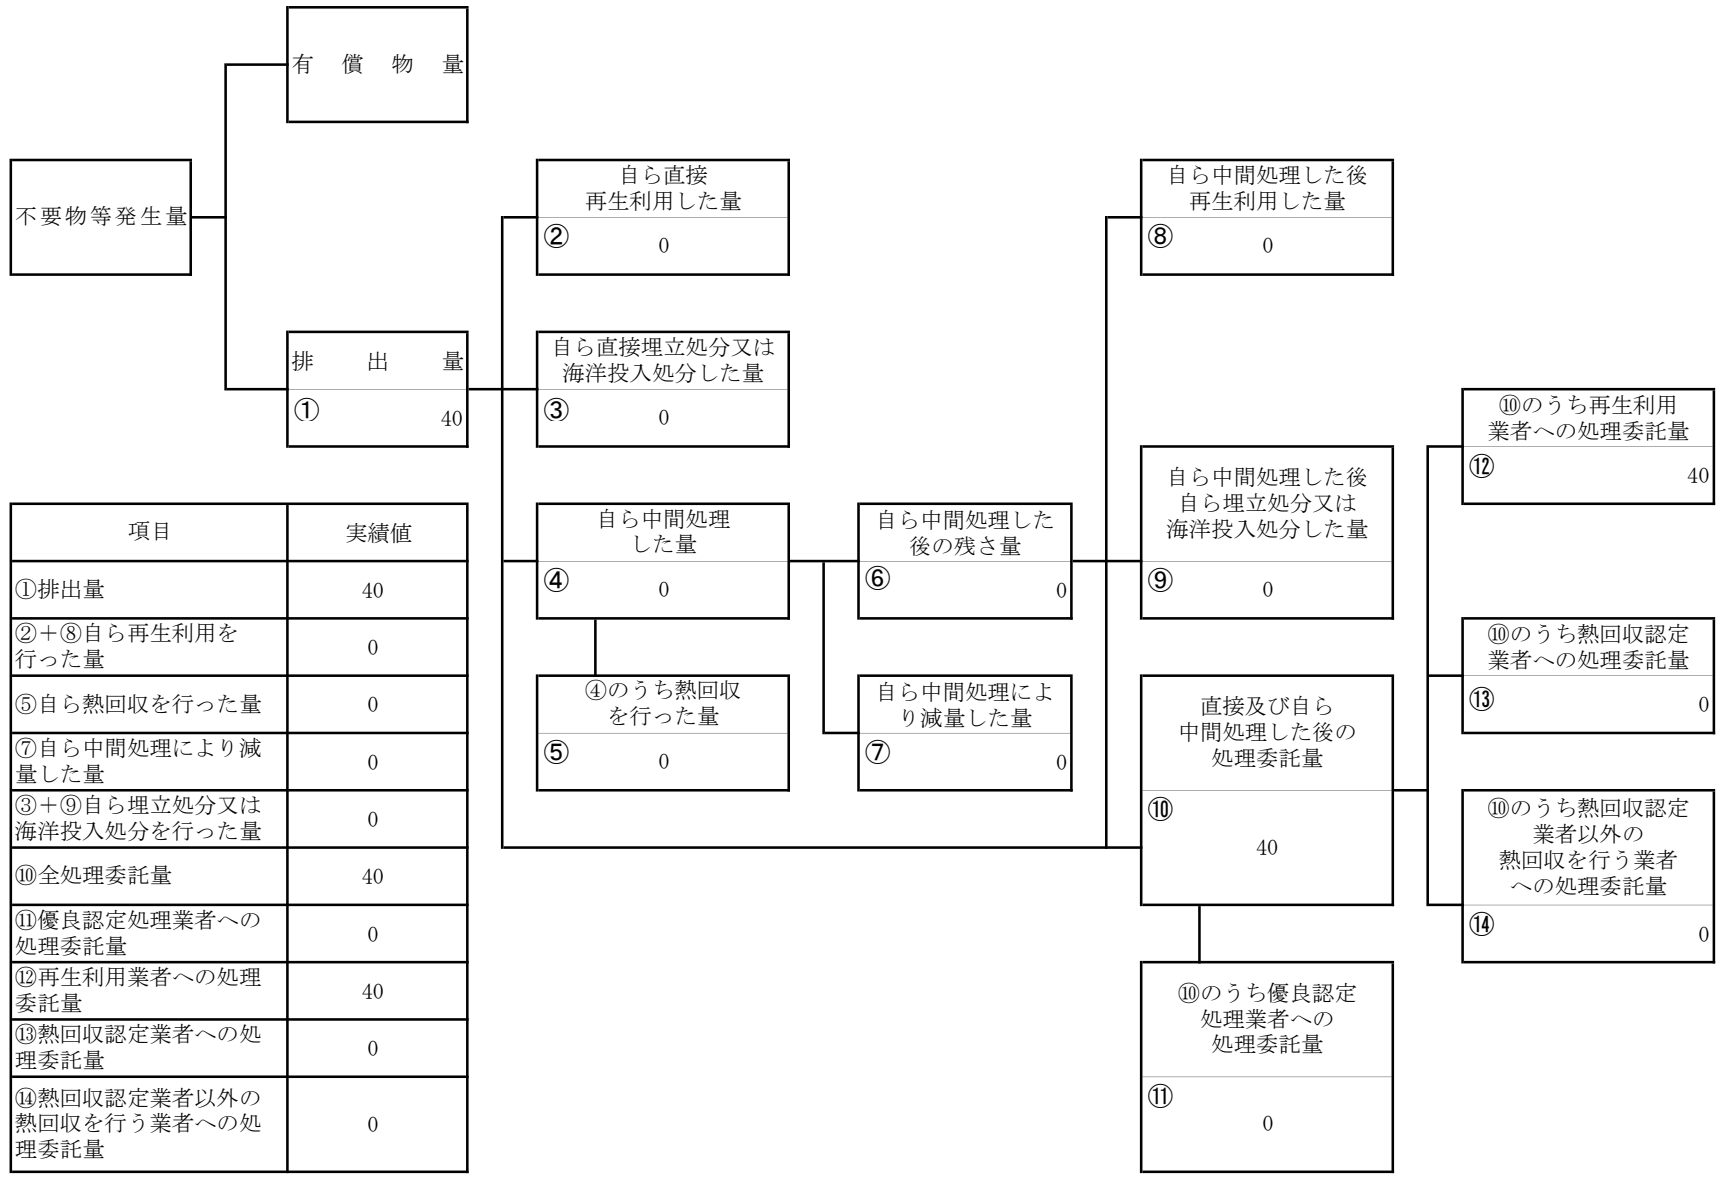 有償物量
不要物等発生量
排出量
①
40
自ら直接
再生利用した量
②
0
自ら直接埋立処分又は
海洋投入処分した量
③
0
自ら中間処理
した量
④
0
④のうち熱回収
を行った量
⑤
0
自ら中間処理した
後の残さ量
⑥
0
自ら中間処理によ
り減量した量
⑦
0
自ら中間処理した後
再生利用した量
⑧
0
自ら中間処理した後
自ら埋立処分又は
海洋投入処分した量
⑨
0
直接及び自ら
中間処理した後の
処理委託量
⑩
40
⑩のうち優良認定
処理業者への
処理委託量
⑪
0
⑩のうち再生利用
業者への処理委託量
⑫
40
⑩のうち熱回収認定
業者への処理委託量
⑬
0
⑩のうち熱回収認定
業者以外の
熱回収を行う業者
への処理委託量
⑭
0
項目 実績値
①排出量 40
②+⑧自ら再生利用を
行った量 0
⑤自ら熱回収を行った量 0
⑦自ら中間処理により減
量した量 0
③+⑨自ら埋立処分又は
海洋投入処分を行った量 0
⑩全処理委託量 40
⑪優良認定処理業者への
処理委託量 0
⑫再生利用業者への処理
委託量 40
⑬熱回収認定業者への処
理委託量 0
⑭熱回収認定業者以外の
熱回収を行う業者への処
理委託量 0